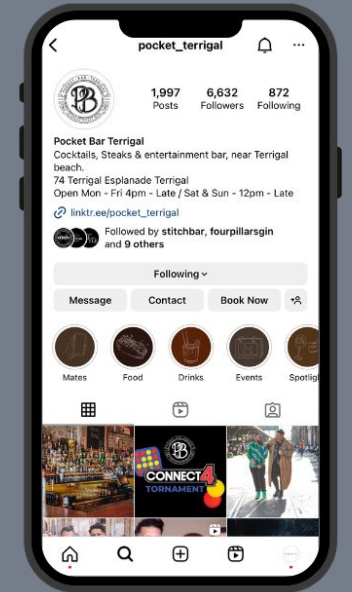 pocket_terrigal
1,997 6,632 872
Posts Followers Following
Pocket Bar Terrigal
Cocktails, Steaks & entertainment bar, near Terrigal
beach.
74 Terrigal Esplanade Terrigal
Open Mon - Fri 4pm - Late / Sat & Sun - 12pm - Late
linktr.ee/pocket_terrigal
Followed by stitchbar, fourpillarsgin
and 9 others
Following
Message Contact Book Now
Mates Food Drinks Events Spotligh
CONNECT 4
TORNAMENT